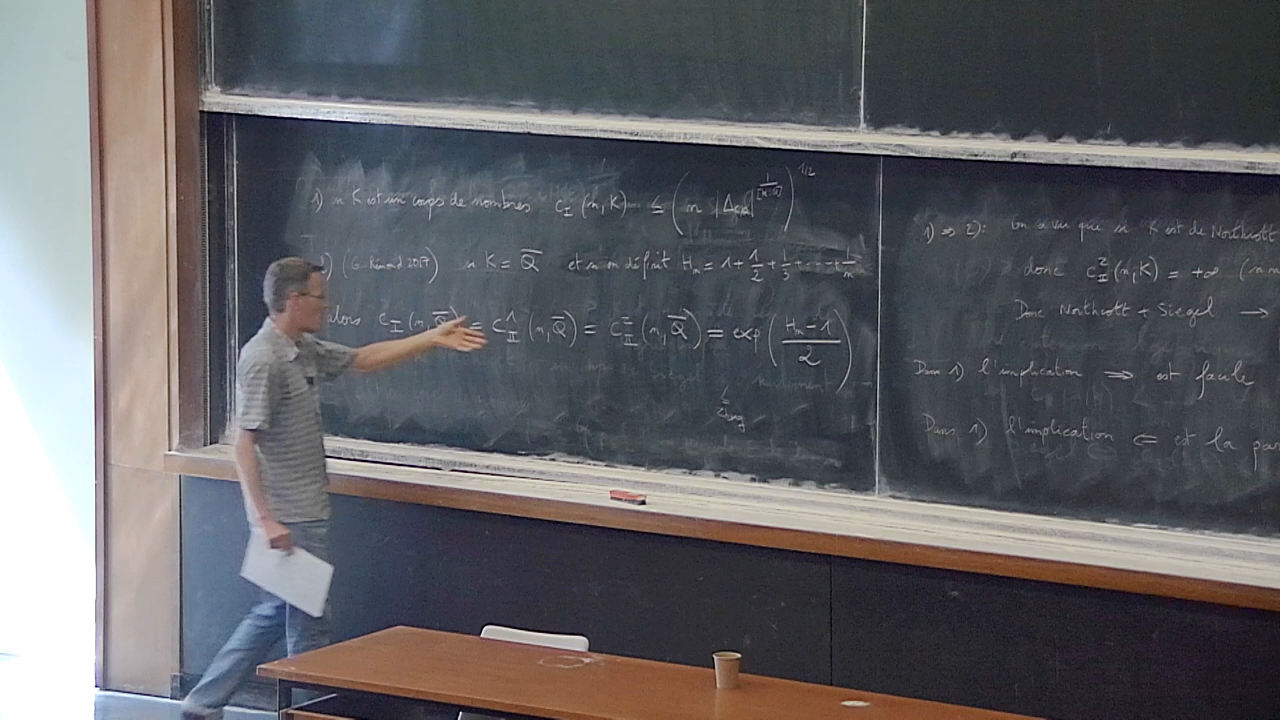 1) si K est un corps de nombres c_I(n,K) ≤ (n |Δ|^{1/[K:Q]})^{1/2}
2) (G. Rémond 2017) si K = Q̅ et si on définit H_n = 1 + 1/2 + 1/3 + --- + 1/n
alors c_I(n,Q̅) = c_II^1(n,Q̅) = c_II^2(n,Q̅) = exp((H_n - 1)/2)
Zhang
1) ⇒ 2): On a vu que si K est de Northcott
donc c_II^2(n,K) = +∞
Donc Northcott + Siegel →
Dans 1) l'implication ⇒ est facile
Dans 1) l'implication ⇐ est la